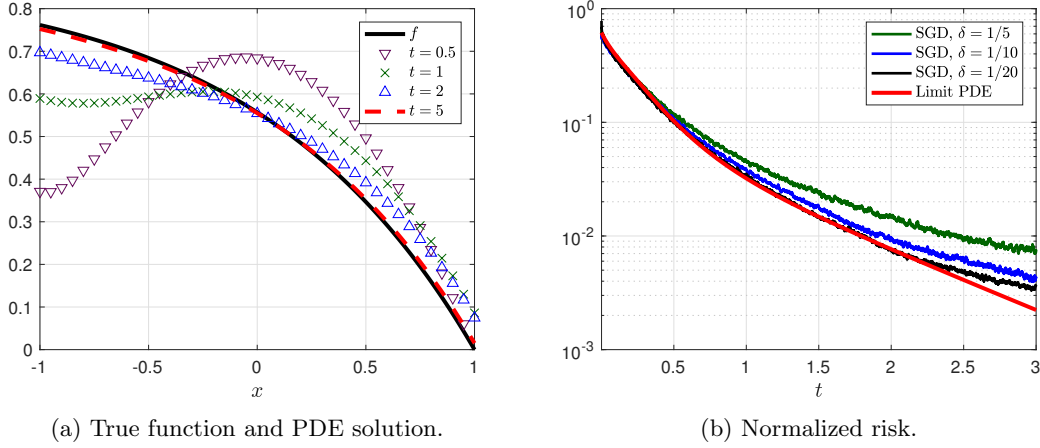 0.8
0.7
0.6
0.5
0.4
0.3
0.2
0.1
0
-1
-0.5
0
0.5
1
x
f
t = 0.5
t = 1
t = 2
t = 5
(a) True function and PDE solution.
10^0
10^-1
10^-2
10^-3
0.5
1
1.5
2
2.5
3
t
SGD, δ = 1/5
SGD, δ = 1/10
SGD, δ = 1/20
Limit PDE
(b) Normalized risk.